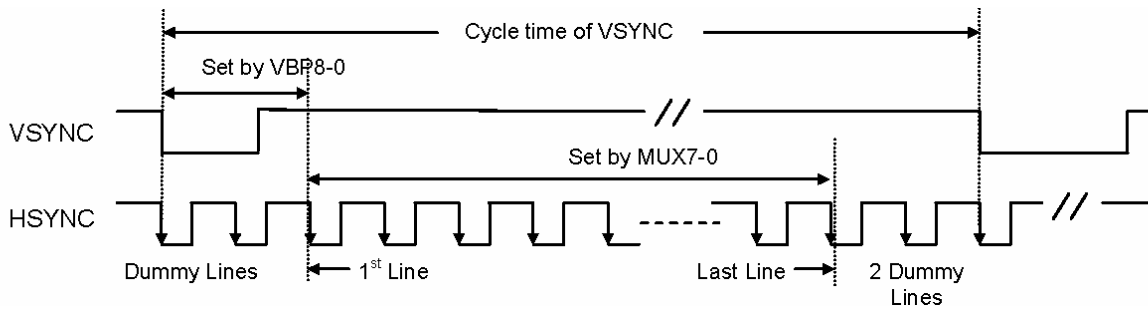 Cycle time of VSYNC
Set by VBP8-0
VSYNC
Set by MUX7-0
HSYNC
Dummy Lines
1st Line
Last Line
2 Dummy
Lines